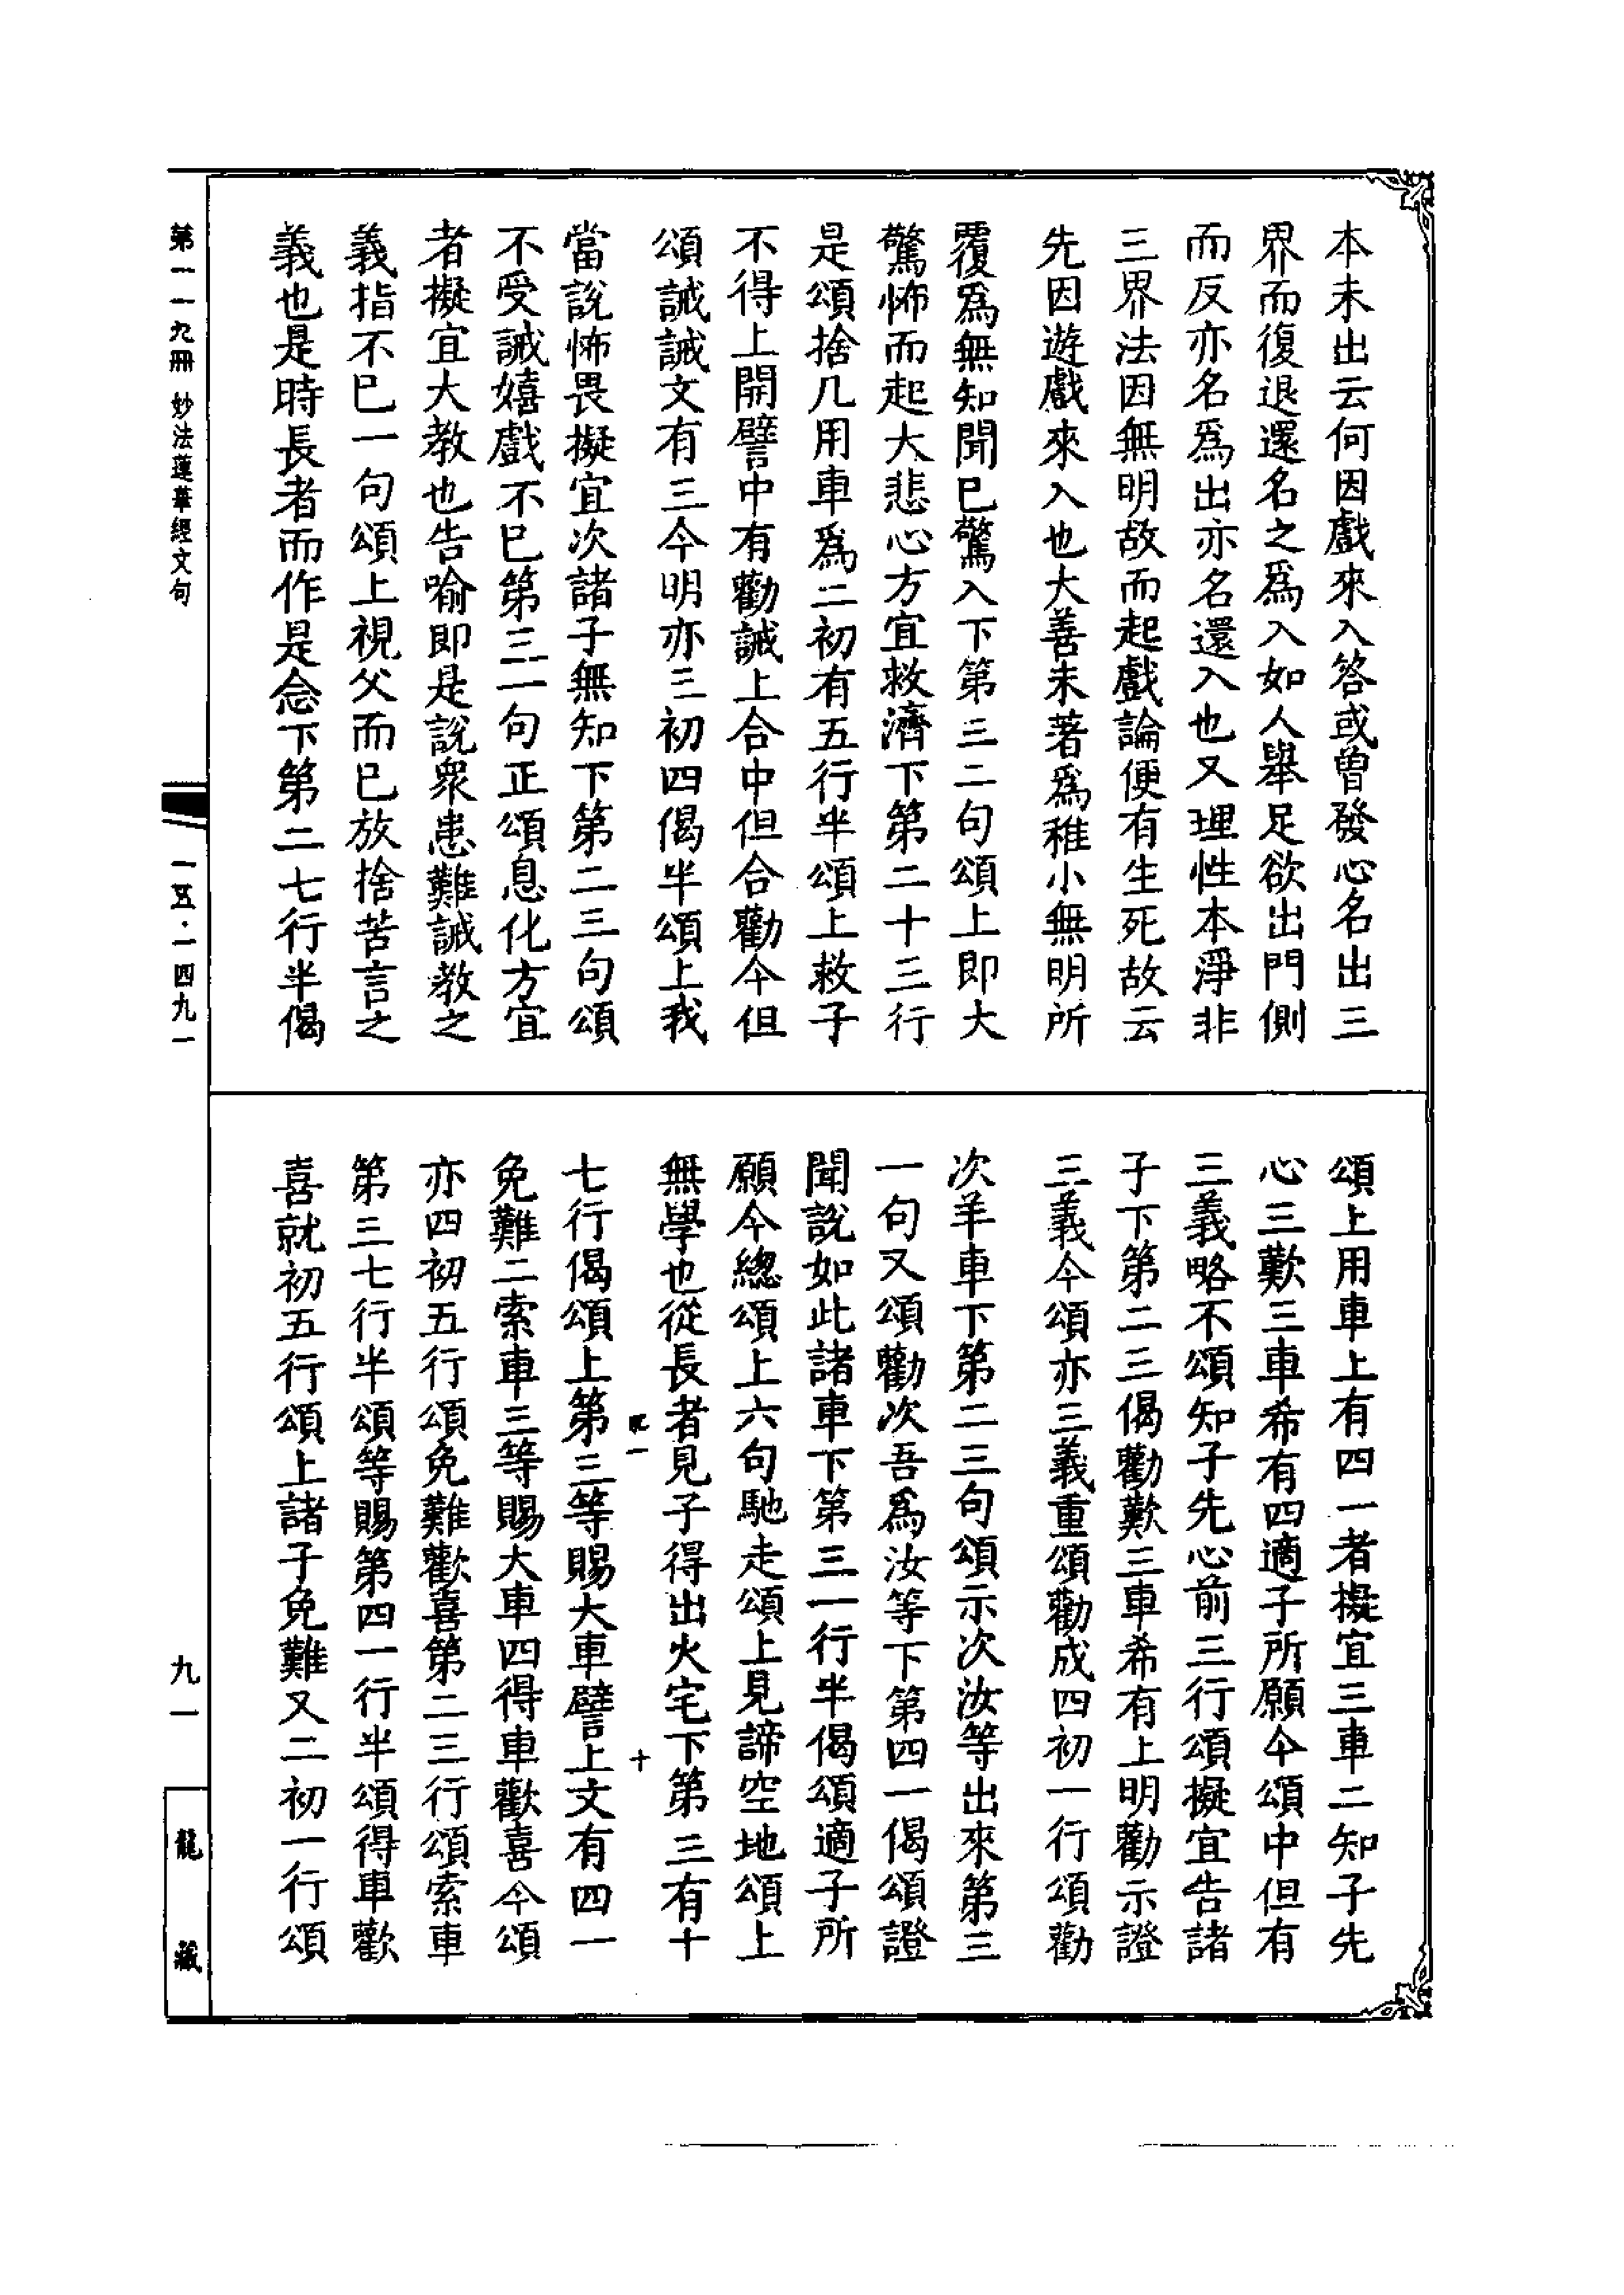 本未出云何因戲來入答或曾發心名出三
界而復退還名之爲入如人舉足欲出門側
而反亦名爲出亦名還入也又理性本淨非
三界法因無明故而起戲論便有生死故云
先因遊戲來入也大善未著爲稚小無明所
覆爲無知聞已驚入下第三二句頌上即大
驚怖而起大悲心方宜救濟下第二十三行
是頌捨几用車爲二初有五行半頌上救子
不得上開譬中有勸誡上合中但合勸今但
頌誡誡文有三今明亦三初四偈半頌上我
當說怖畏擬宜次諸子無知下第二三句頌
不受誡嬉戲不已第三一句正頌息化方宜
者擬宜大教也告喻即是說衆患難誡教之
義指不已一句頌上視父而已放捨苦言之
義也是時長者而作是念下第二七行半偈
頌上用車上有四一者擬宜三車二知子先
心三歎三車希有四適子所願今頌中但有
三義略不頌知子先心前三行頌擬宜告諸
子下第二三偈勸歎三車希有上明勸示證
三義今頌亦三義重頌勸成四初一行頌勸
次羊車下第二三句頌示次汝等出來第三
一句又頌勸次吾爲汝等下第四一偈頌證
聞說如此諸車下第三一行半偈頌適子所
願今總頌上六句馳走頌上見諦空地頌上
無學也從長者見子得出火宅下第三有十
七行偈頌上第三等賜大車譬上文有四一
免難二索車三等賜大車四得車歡喜今頌
亦四初五行頌免難歡喜第二三行頌索車
第三七行半頌等賜第四一行半頌得車歡
喜就初五行頌上諸子免難又二初一行頌
十
第一一九冊 妙法蓮華經文句
一五·一四九一
九一
龍藏